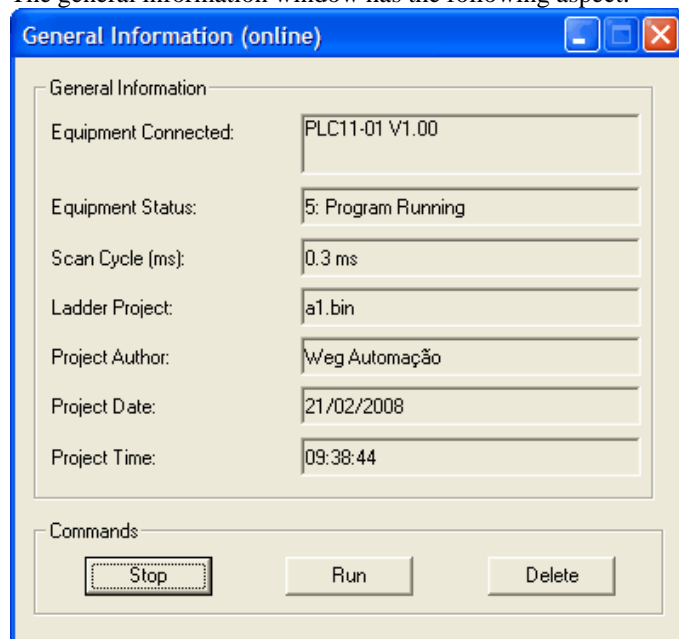 The general information window has the following aspect:
General Information (online)
General Information
Equipment Connected: PLC11-01 V1.00
Equipment Status: 5: Program Running
Scan Cycle (ms): 0.3 ms
Ladder Project: a1.bin
Project Author: Weg Automação
Project Date: 21/02/2008
Project Time: 09:38:44
Commands
Stop Run Delete